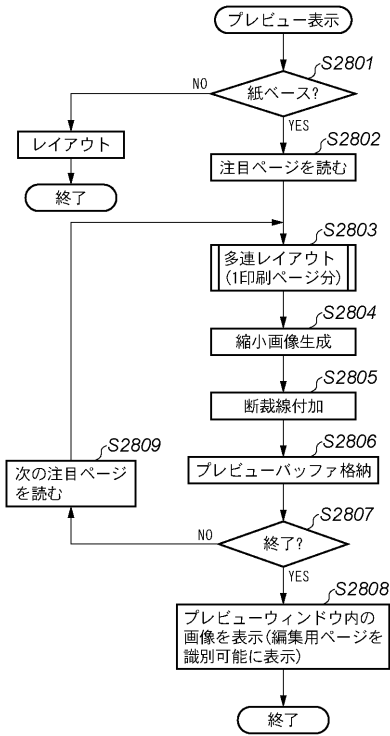 プレビュー表示
S2801
NO
紙ベース?
YES
レイアウト
終了
S2802
注目ページを読む
S2803
多連レイアウト
(1印刷ページ分)
S2804
縮小画像生成
S2805
断裁線付加
S2806
プレビューバッファ格納
S2809
次の注目ページ
を読む
S2807
NO
終了?
YES
S2808
プレビューウィンドウ内の
画像を表示(編集用ページを
識別可能に表示)
終了